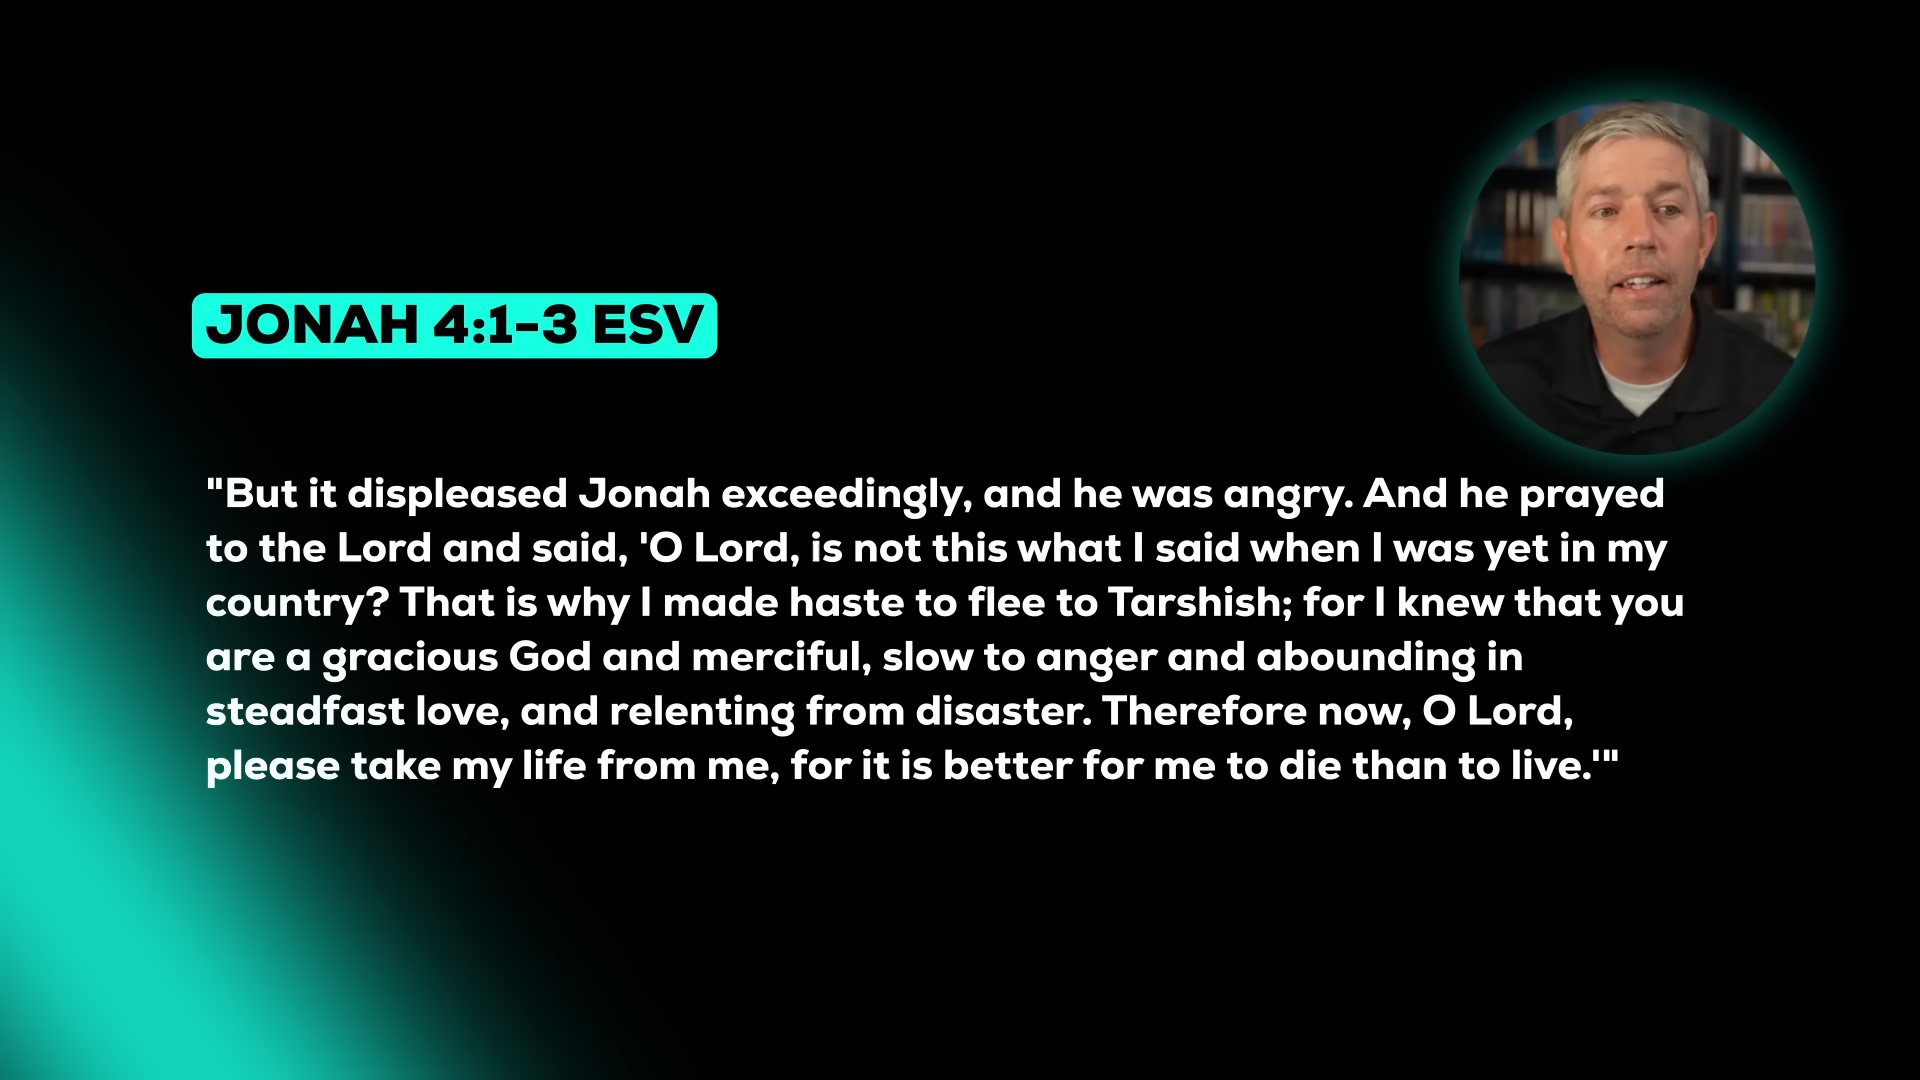 JONAH 4:1-3 ESV
"But it displeased Jonah exceedingly, and he was angry. And he prayed
to the Lord and said, 'O Lord, is not this what I said when I was yet in my
country? That is why I made haste to flee to Tarshish; for I knew that you
are a gracious God and merciful, slow to anger and abounding in
steadfast love, and relenting from disaster. Therefore now, O Lord,
please take my life from me, for it is better for me to die than to live.'"